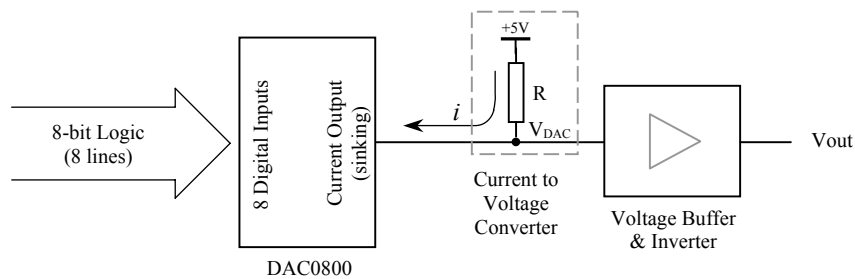 8-bit Logic
(8 lines)
8 Digital Inputs
Current Output
(sinking)
DAC0800
+5V
R
i
VDAC
Current to
Voltage
Converter
Voltage Buffer
& Inverter
Vout